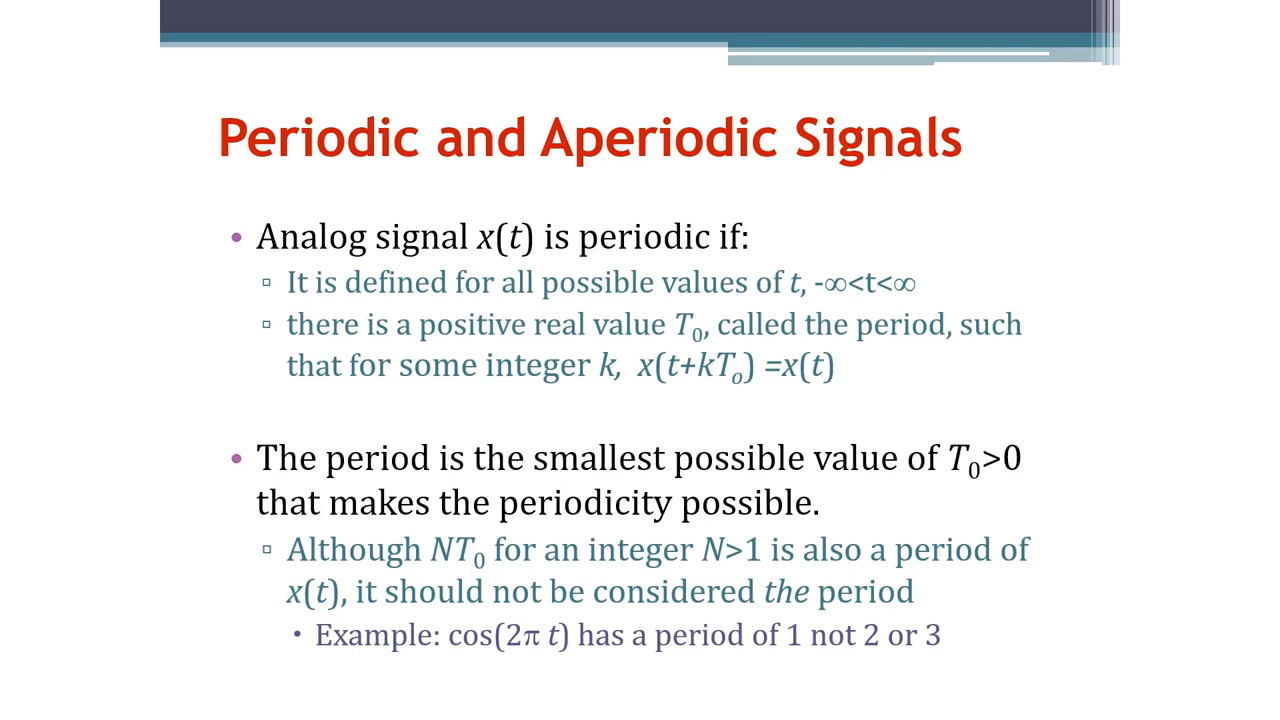 Periodic and Aperiodic Signals
• Analog signal x(t) is periodic if:
▫ It is defined for all possible values of t, -∞<t<∞
▫ there is a positive real value T₀, called the period, such
that for some integer k,  x(t+kTₒ) =x(t)
• The period is the smallest possible value of T₀>0
that makes the periodicity possible.
▫ Although NT₀ for an integer N>1 is also a period of
x(t), it should not be considered the period
▪ Example: cos(2π t) has a period of 1 not 2 or 3